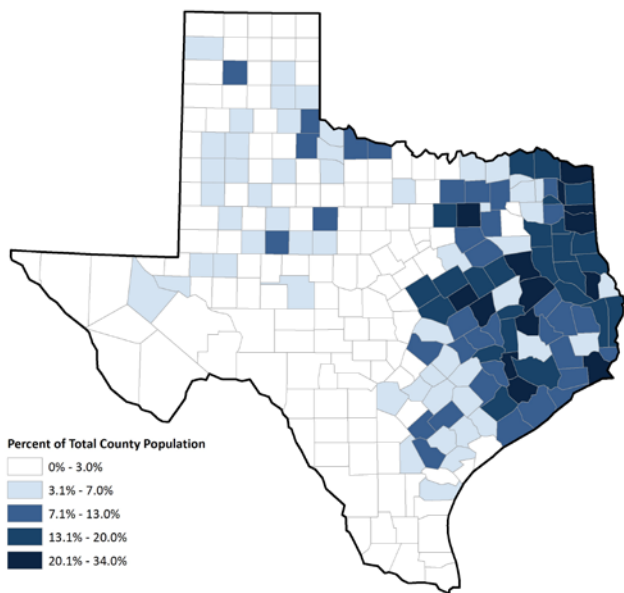 Percent of Total County Population
0% - 3.0%
3.1% - 7.0%
7.1% - 13.0%
13.1% - 20.0%
20.1% - 34.0%